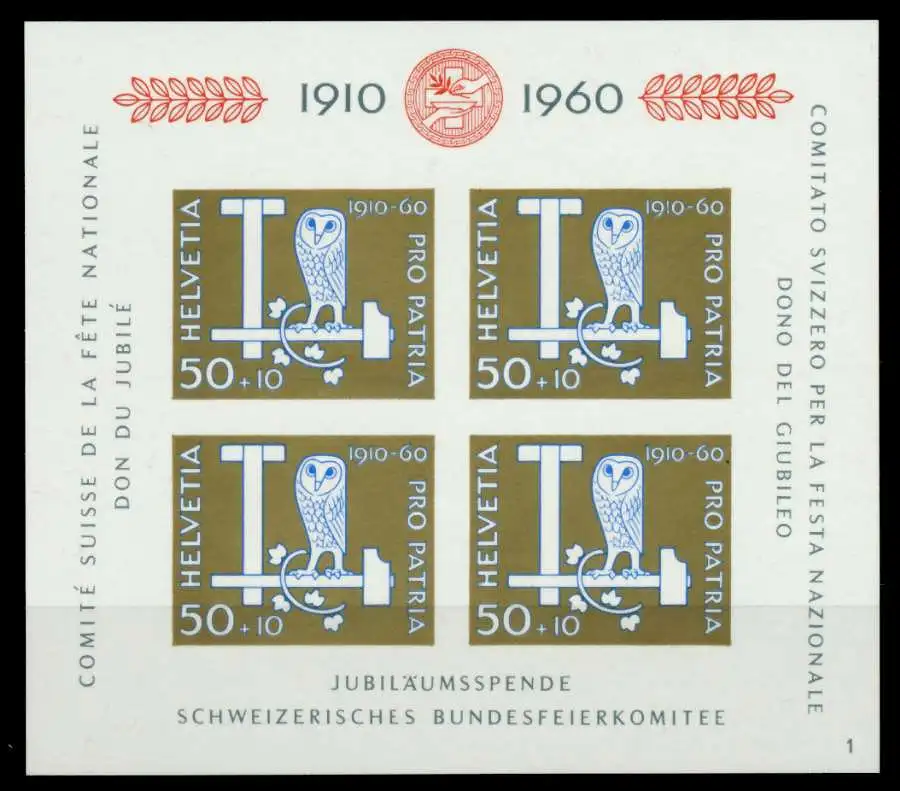 1910 1960
COMITÉ SUISSE DE LA FÊTE NATIONALE
DON DU JUBILÉ
COMITATO SVIZZERO PER LA FESTA NAZIONALE
DONO DEL GIUBILEO
HELVETIA
1910-60
PRO PATRIA
50+10
HELVETIA
1910-60
PRO PATRIA
50+10
HELVETIA
1910-60
PRO PATRIA
50+10
HELVETIA
1910-60
PRO PATRIA
50+10
JUBILÄUMSSPENDE
SCHWEIZERISCHES BUNDESFEIERKOMITEE
1